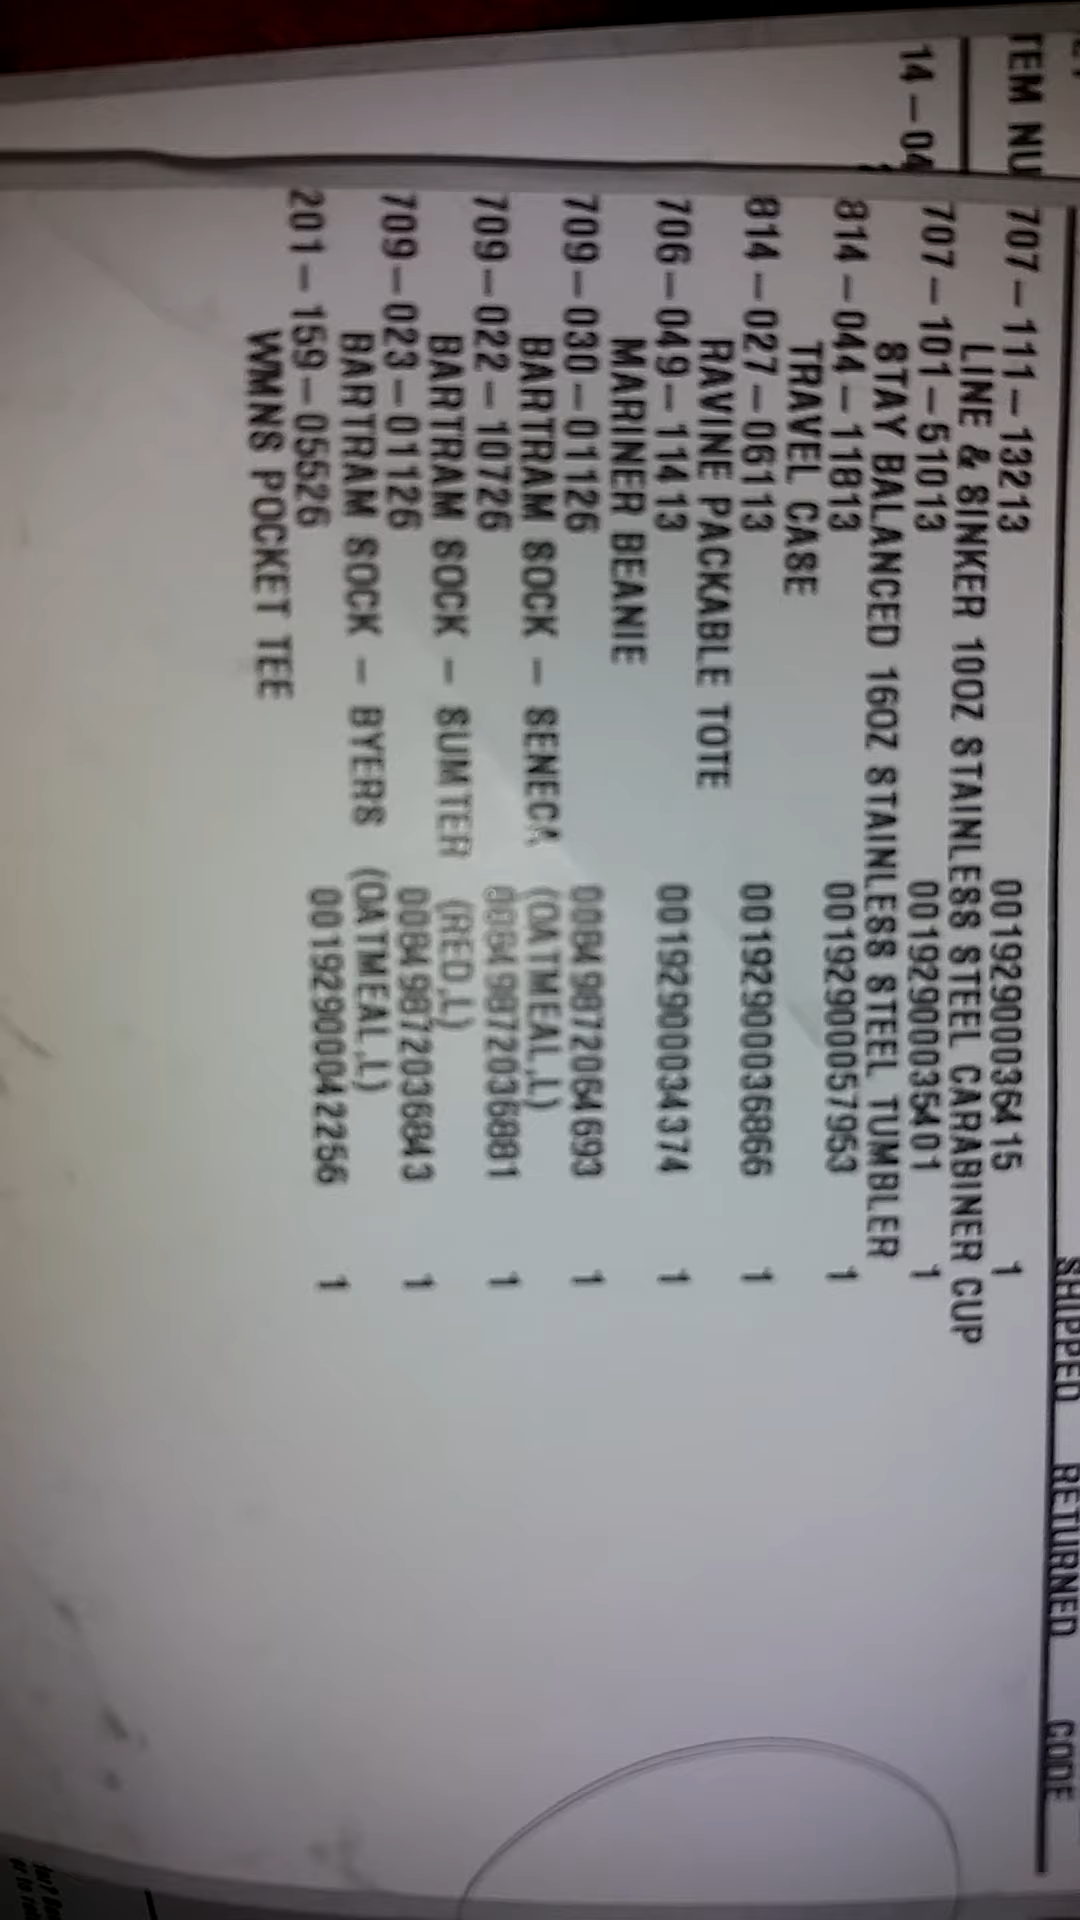 TEM NU
14-04
SHIPPED RETURNED CODE
707-111-13213 0019290036415 1
LINE & SINKER 10OZ STAINLESS STEEL CARABINER CUP
707-101-51013 00192900035401 1
STAY BALANCED 16OZ STAINLESS STEEL TUMBLER
814-044-11813 00192900057953 1
TRAVEL CASE
814-027-06113 00192900036866 1
RAVINE PACKABLE TOTE
706-049-11413 00192900034374 1
MARINER BEANIE
709-030-01126 00849872064693 1
BARTRAM SOCK - SENECA (OATMEAL,L)
709-022-10726 00849872036881 1
BARTRAM SOCK - SUMTER (RED,L)
709-023-01126 00849872036843 1
BARTRAM SOCK - BYERS (OATMEAL,L)
201-159-05526 00192900042256 1
WMNS POCKET TEE